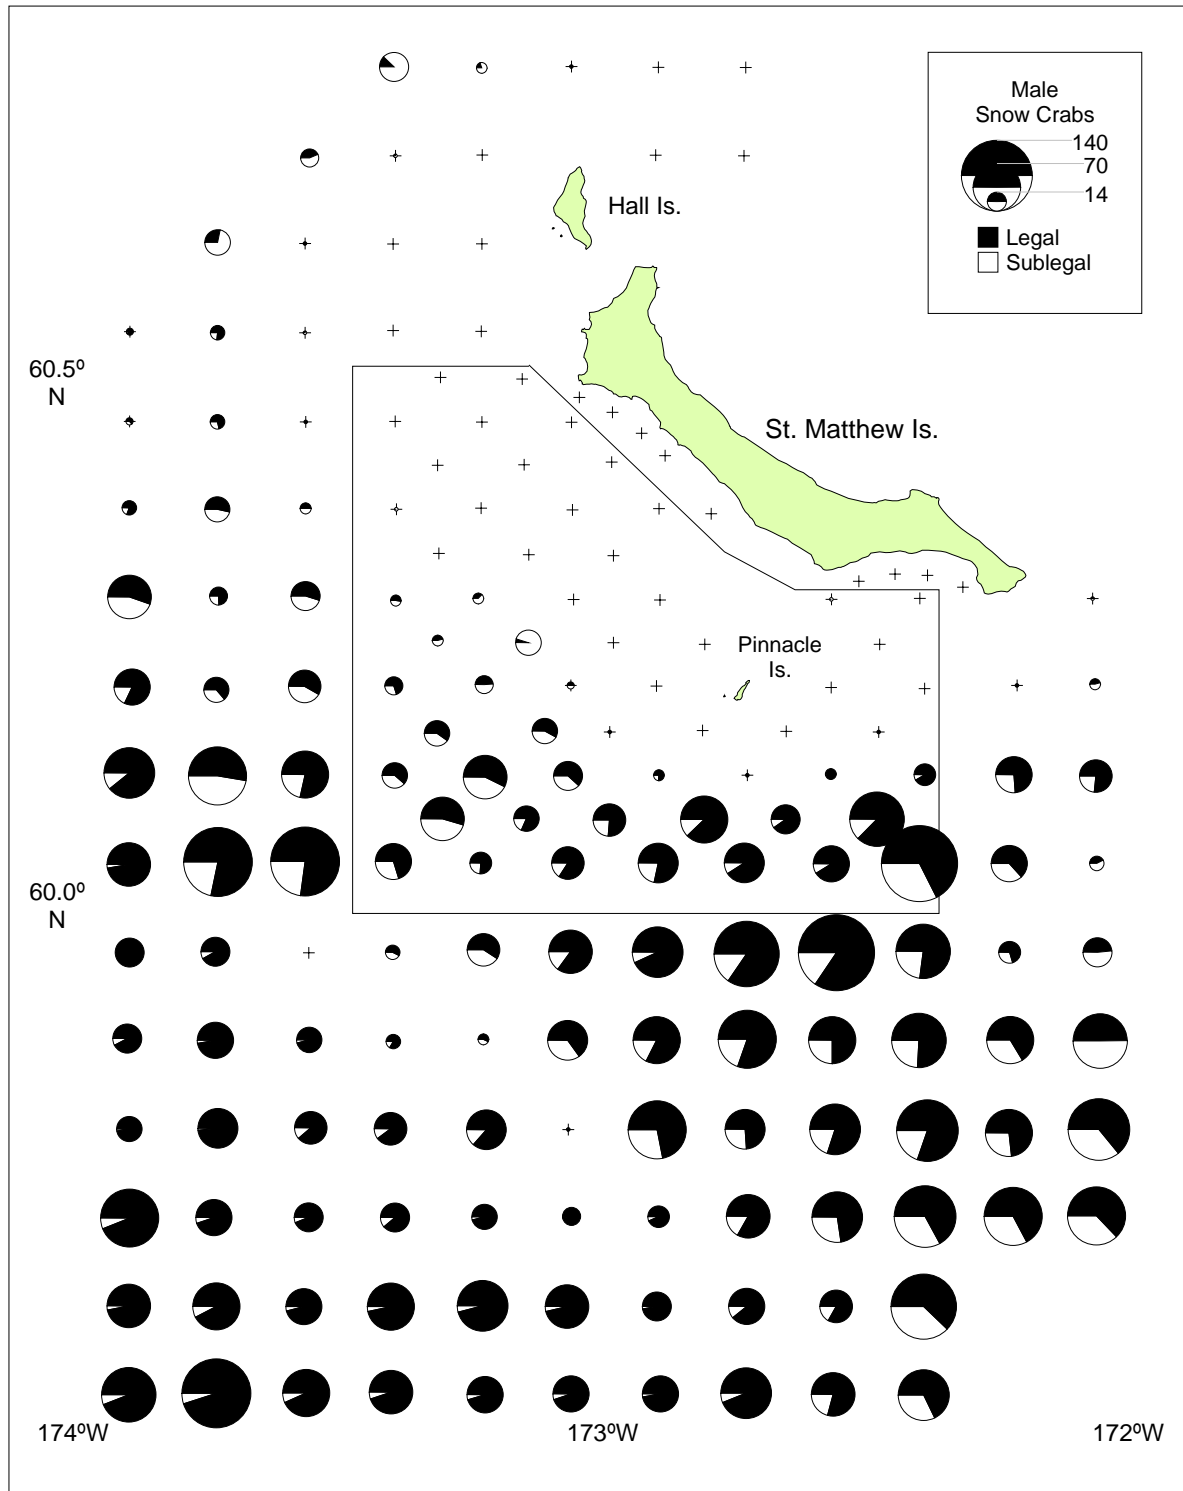 Male
Snow Crabs
140
70
14
Legal
Sublegal
Hall Is.
60.5º
N
St. Matthew Is.
Pinnacle
Is.
60.0º
N
174ºW
173ºW
172ºW